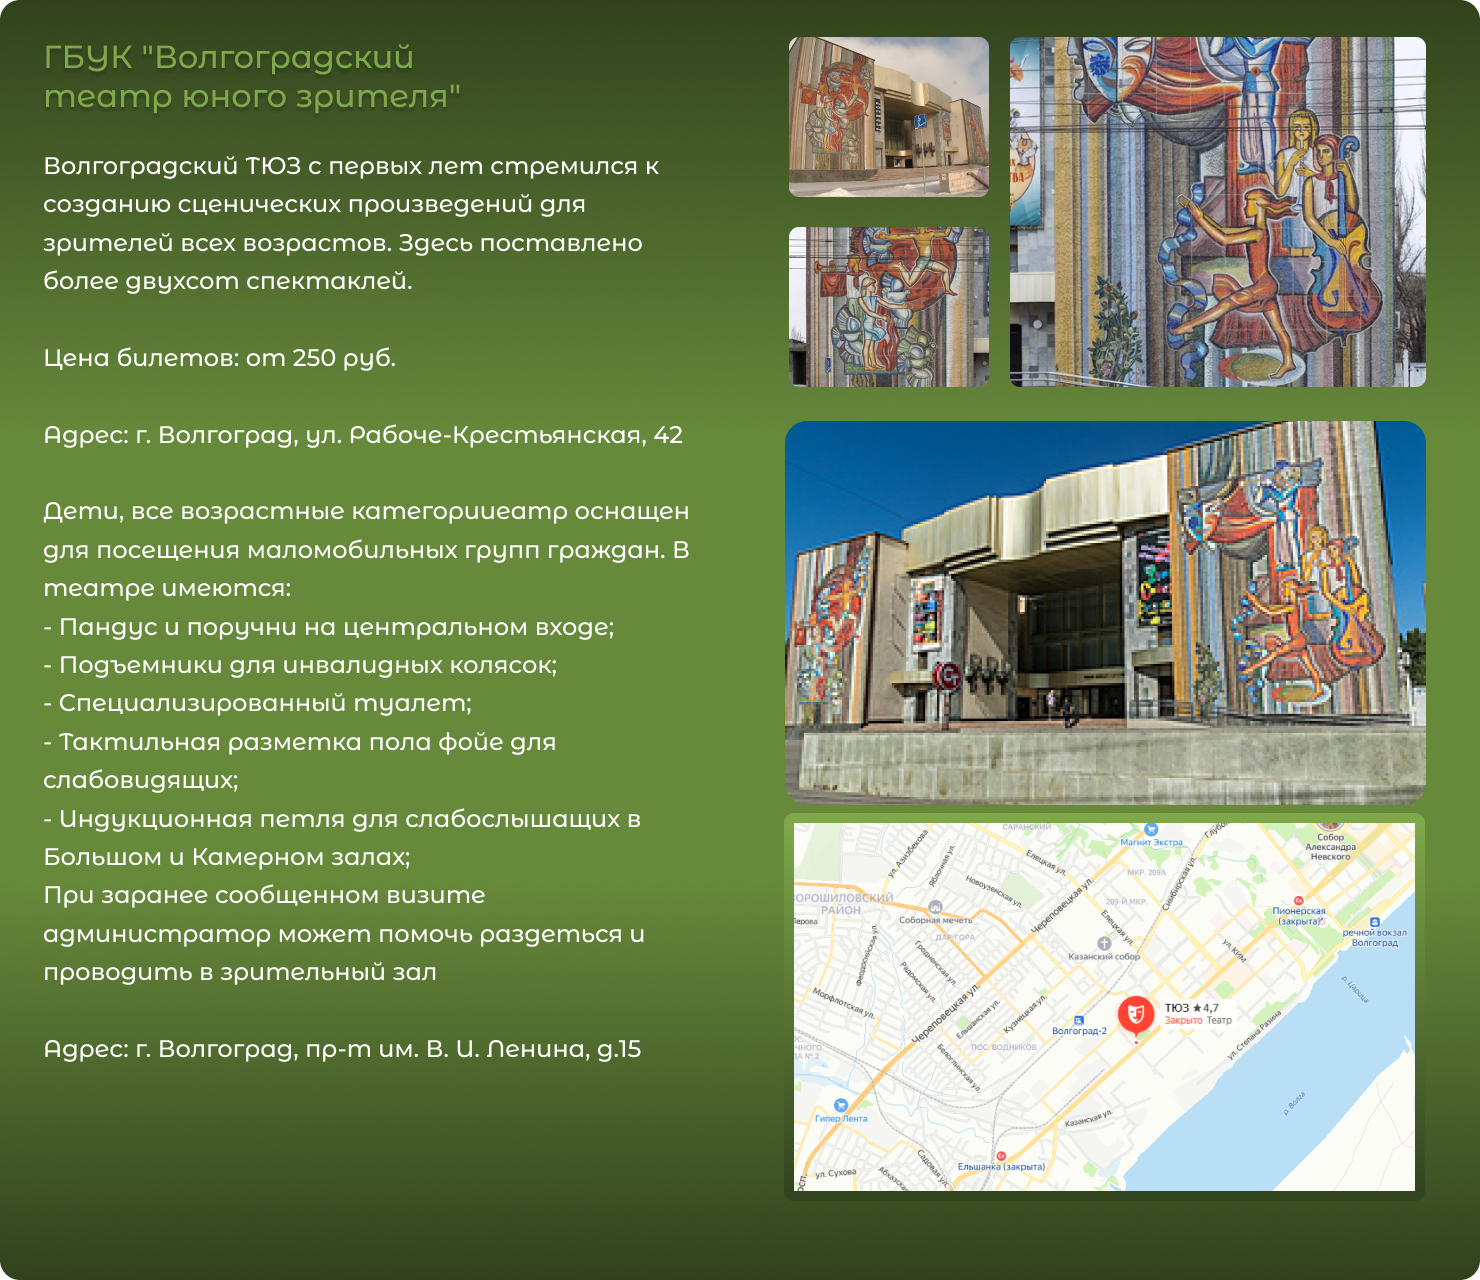 ГБУК "Волгоградский
театр юного зрителя"
Волгоградский ТЮЗ с первых лет стремился к
созданию сценических произведений для
зрителей всех возрастов. Здесь поставлено
более двухсот спектаклей.
Цена билетов: от 250 руб.
Адрес: г. Волгоград, ул. Рабоче-Крестьянская, 42
Дети, все возрастные категорииеатр оснащен
для посещения маломобильных групп граждан. В
театре имеются:
- Пандус и поручни на центральном входе;
- Подъемники для инвалидных колясок;
- Специализированный туалет;
- Тактильная разметка пола фойе для
слабовидящих;
- Индукционная петля для слабослышащих в
Большом и Камерном залах;
При заранее сообщенном визите
администратор может помочь раздеться и
проводить в зрительный зал
Адрес: г. Волгоград, пр-т им. В. И. Ленина, д.15
САРАНСКИЙ
Магнит Экстра
Собор
Александра
Невского
ул. Азизбекова
Яблочная ул.
Елецкая ул.
МКР. 209А
Новоузенская ул.
Череповецкая ул.
Симбирская ул.
ВОРОШИЛОВСКИЙ
РАЙОН
Соборная мечеть
209-Й МКР.
Елецкая ул.
Пионерская
(закрыта)
речной вокзал
Волгоград
ДАР-ГОРА
Казанский собор
ул. КИМ
Феодосийская ул.
Гродненская ул.
Радомская ул.
р. Царица
Морфлотская ул.
Череповецкая ул.
Ельшанская ул.
Кузнецкая ул.
Волгоград-2
ТЮЗ ★4,7
Закрыто Театр
ул. Степана Разина
ПОС. ВОДНИКОВ
Белоглинская ул.
Гипер Лента
Казанская ул.
р. Волга
Ельшанка (закрыта)
ул. Сухова
Садовая ул.